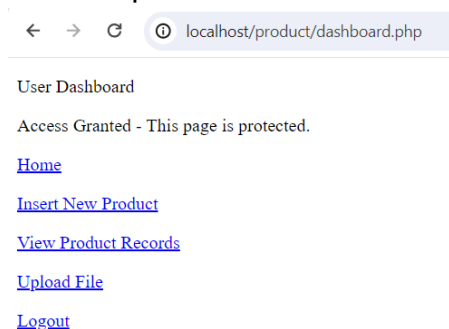 localhost/product/dashboard.php
User Dashboard
Access Granted - This page is protected.
Home
Insert New Product
View Product Records
Upload File
Logout